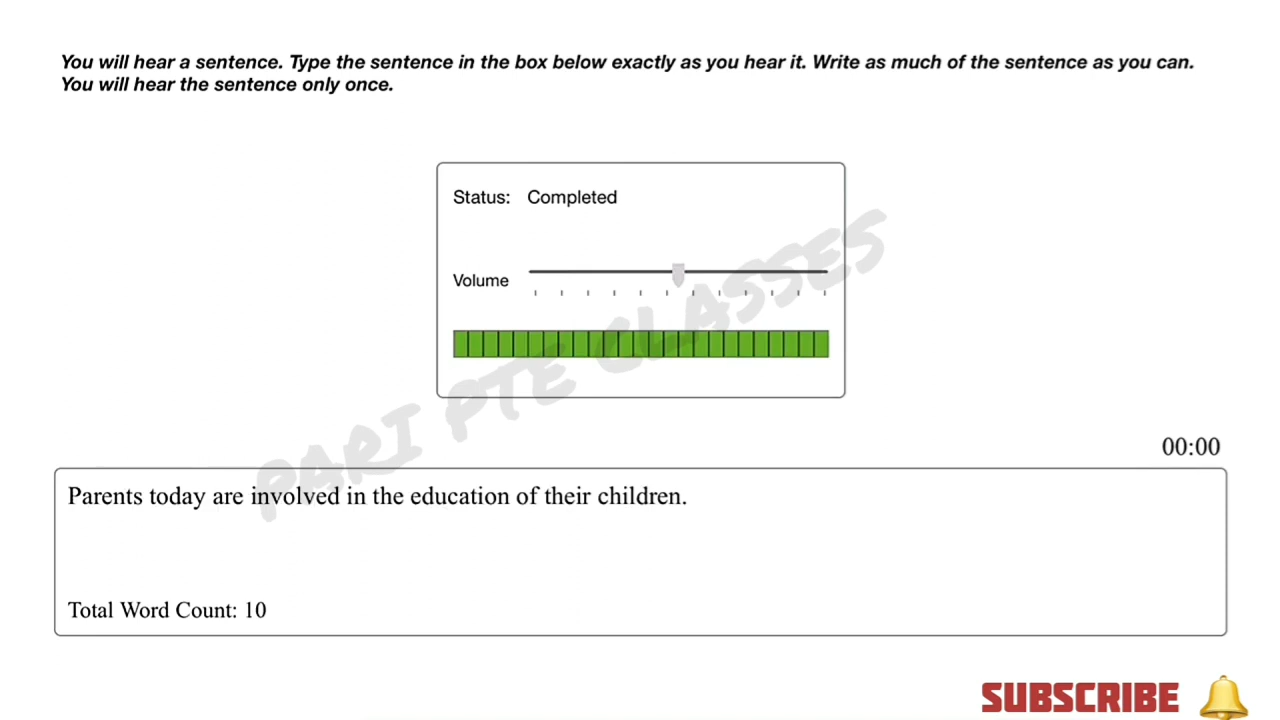 You will hear a sentence. Type the sentence in the box below exactly as you hear it. Write as much of the sentence as you can.
You will hear the sentence only once.
Status: Completed
Volume
PARI PTE CLASSES
00:00
Parents today are involved in the education of their children.
Total Word Count: 10
SUBSCRIBE